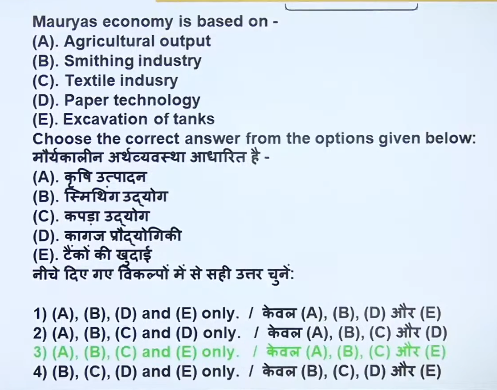 Mauryas economy is based on -
(A). Agricultural output
(B). Smithing industry
(C). Textile indusry
(D). Paper technology
(E). Excavation of tanks
Choose the correct answer from the options given below:
मौर्यकालीन अर्थव्यवस्था आधारित है -
(A). कृषि उत्पादन
(B). स्मिथिंग उद्योग
(C). कपड़ा उद्योग
(D). कागज प्रौद्योगिकी
(E). टैंकों की खुदाई
नीचे दिए गए विकल्पों में से सही उत्तर चुनें:
1) (A), (B), (D) and (E) only. / केवल (A), (B), (D) और (E)
2) (A), (B), (C) and (D) only. / केवल (A), (B), (C) और (D)
3) (A), (B), (C) and (E) only. / केवल (A), (B), (C) और (E)
4) (B), (C), (D) and (E) only. / केवल (B), (C), (D) और (E)